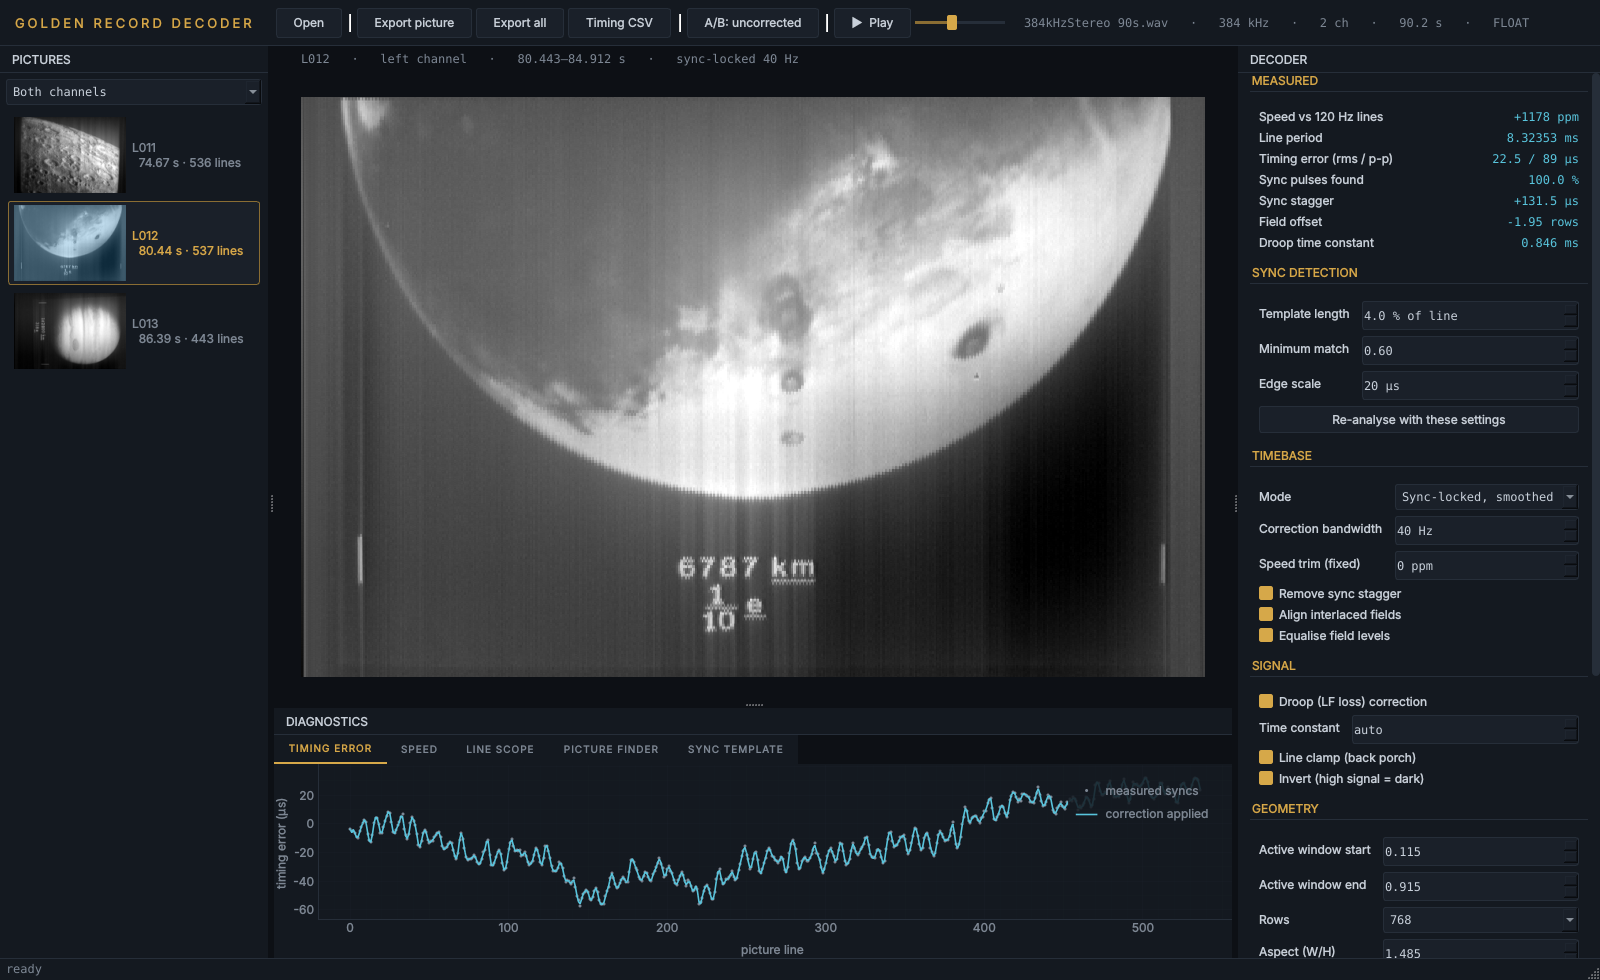 GOLDEN RECORD DECODER
Open
Export picture
Export all
Timing CSV
A/B: uncorrected
Play
384kHzStereo 90s.wav · 384 kHz · 2 ch · 90.2 s · FLOAT
PICTURES
Both channels
L011
74.67 s · 536 lines
L012
80.44 s · 537 lines
L013
86.39 s · 443 lines
L012 · left channel · 80.443–84.912 s · sync-locked 40 Hz
6787 km
1
10 e
DIAGNOSTICS
TIMING ERROR
SPEED
LINE SCOPE
PICTURE FINDER
SYNC TEMPLATE
timing error (µs)
20
0
-20
-40
-60
measured syncs
correction applied
0 100 200 300 400 500
picture line
DECODER
MEASURED
Speed vs 120 Hz lines +1178 ppm
Line period 8.32353 ms
Timing error (rms / p-p) 22.5 / 89 µs
Sync pulses found 100.0 %
Sync stagger +131.5 µs
Field offset -1.95 rows
Droop time constant 0.846 ms
SYNC DETECTION
Template length 4.0 % of line
Minimum match 0.60
Edge scale 20 µs
Re-analyse with these settings
TIMEBASE
Mode Sync-locked, smoothed
Correction bandwidth 40 Hz
Speed trim (fixed) 0 ppm
Remove sync stagger
Align interlaced fields
Equalise field levels
SIGNAL
Droop (LF loss) correction
Time constant auto
Line clamp (back porch)
Invert (high signal = dark)
GEOMETRY
Active window start 0.115
Active window end 0.915
Rows 768
Aspect (W/H) 1.485
ready